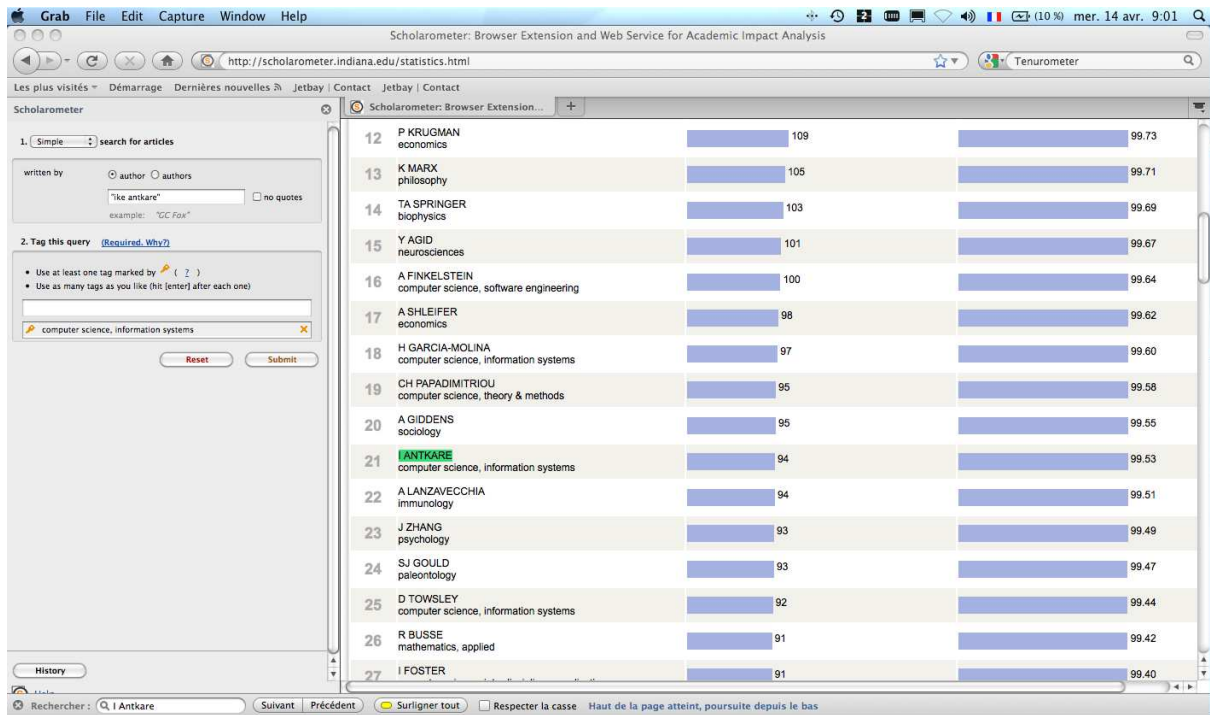 Grab File Edit Capture Window Help
2 (10 %) mer. 14 avr. 9:01
Scholarometer: Browser Extension and Web Service for Academic Impact Analysis
http://scholarometer.indiana.edu/statistics.html
Tenurometer
Les plus visités Démarrage Dernières nouvelles Jetbay | Contact Jetbay | Contact
Scholarometer
Scholarometer: Browser Extension... +
1. Simple search for articles
written by
author authors
"ike antkare" no quotes
example: "GC Fox"
2. Tag this query (Required. Why?)
• Use at least one tag marked by ( ? )
• Use as many tags as you like (hit [enter] after each one)
computer science, information systems
Reset Submit
History
12 P KRUGMAN 109 99.73
economics
13 K MARX 105 99.71
philosophy
14 TA SPRINGER 103 99.69
biophysics
15 Y AGID 101 99.67
neurosciences
16 A FINKELSTEIN 100 99.64
computer science, software engineering
17 A SHLEIFER 98 99.62
economics
18 H GARCIA-MOLINA 97 99.60
computer science, information systems
19 CH PAPADIMITRIOU 95 99.58
computer science, theory & methods
20 A GIDDENS 95 99.55
sociology
21 I ANTKARE 94 99.53
computer science, information systems
22 A LANZAVECCHIA 94 99.51
immunology
23 J ZHANG 93 99.49
psychology
24 SJ GOULD 93 99.47
paleontology
25 D TOWSLEY 92 99.44
computer science, information systems
26 R BUSSE 91 99.42
mathematics, applied
27 I FOSTER 91 99.40
Rechercher : I Antkare Suivant Précédent Surligner tout Respecter la casse Haut de la page atteint, poursuite depuis le bas